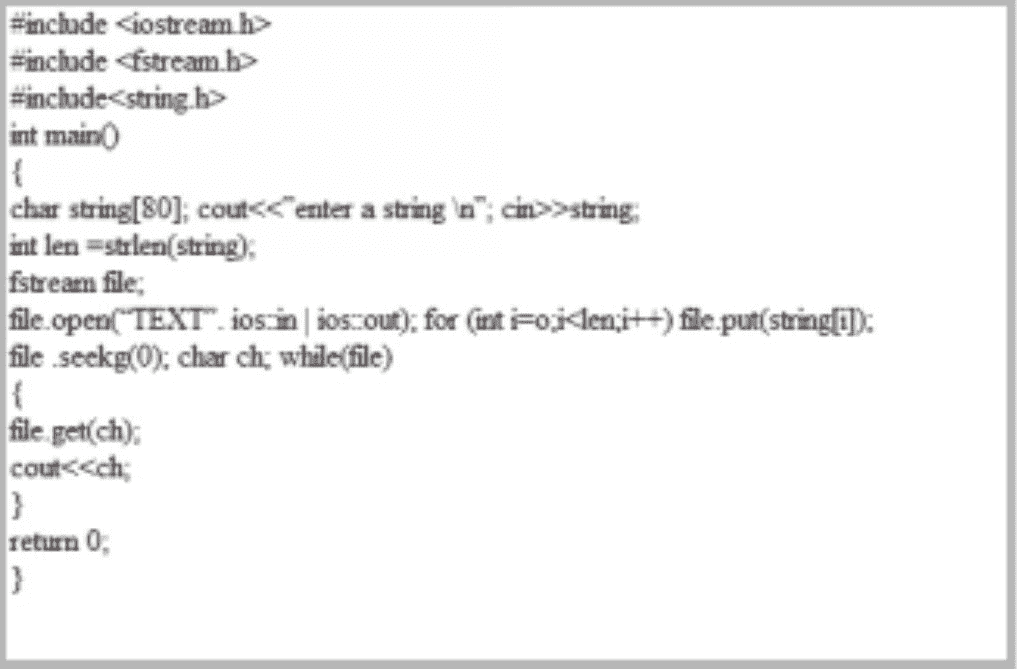 #include <iostream.h>
#include <fstream.h>
#include<string.h>
int main()
{
char string[80]; cout<<"enter a string \n"; cin>>string;
int len =strlen(string);
fstream file;
file.open("TEXT". ios::in | ios::out); for (int i=o;i<len;i++) file.put(string[i]);
file .seekg(0); char ch; while(file)
{
file.get(ch);
cout<<ch;
}
return 0;
}